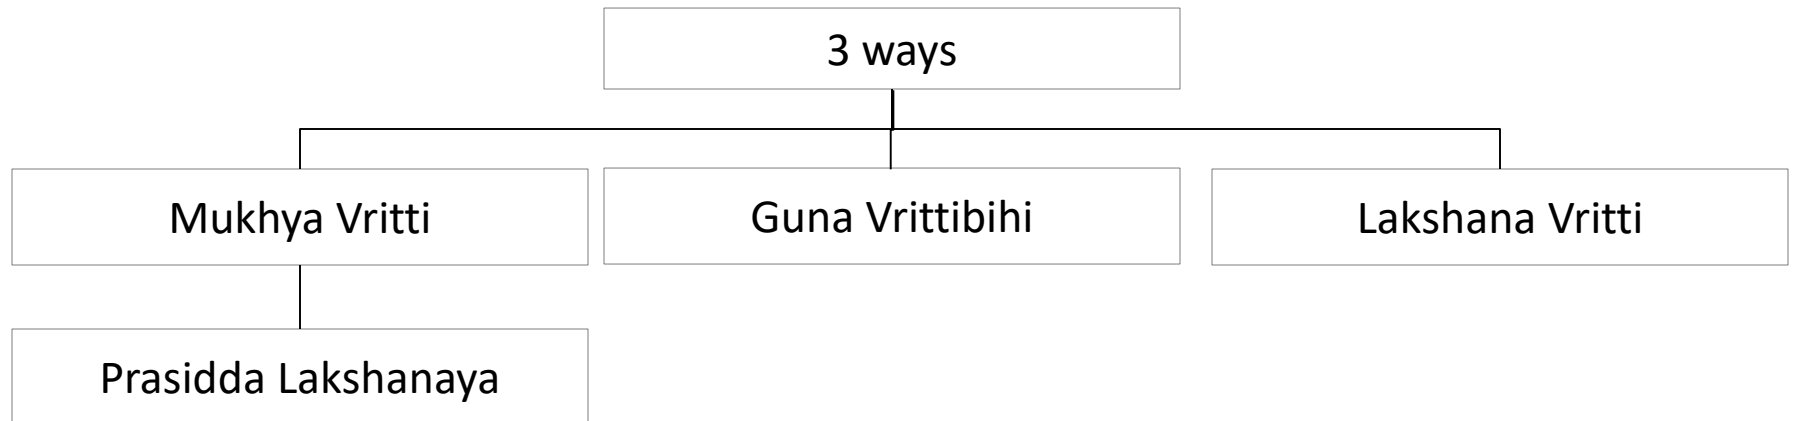 3 ways
Mukhya Vritti
Guna Vrittibihi
Lakshana Vritti
Prasidda Lakshanaya